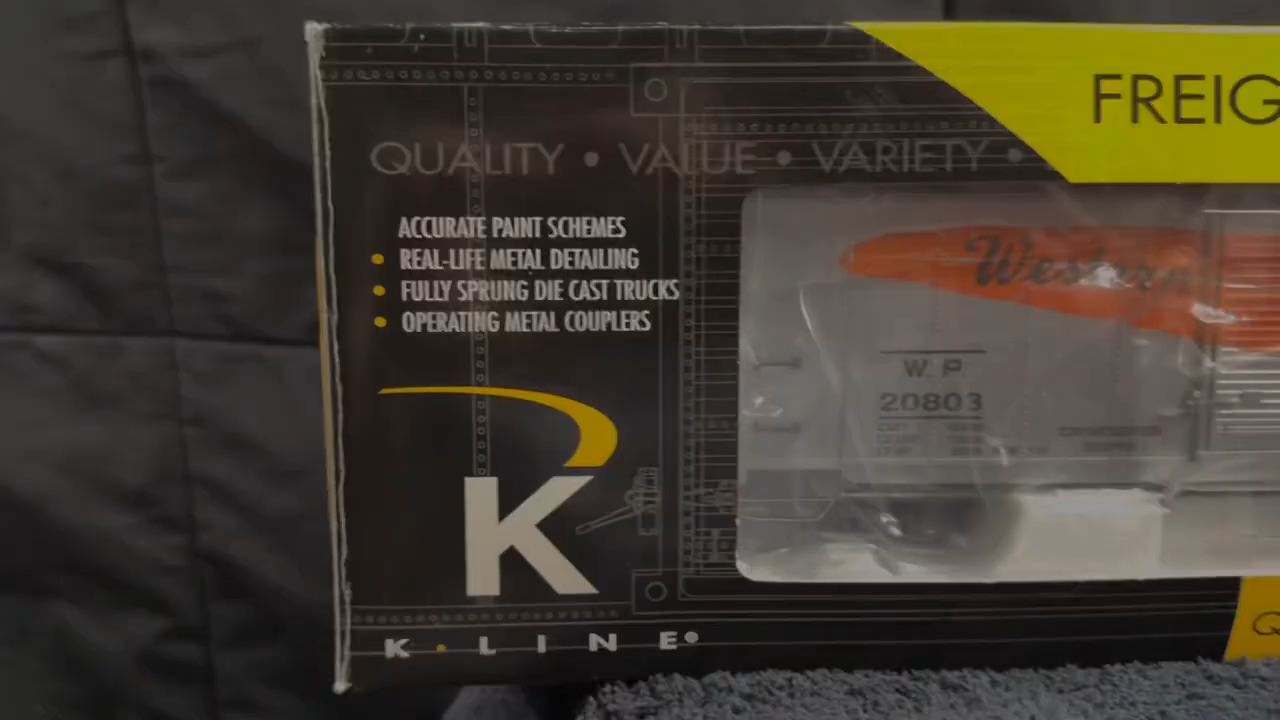 FREIG
QUALITY • VALUE • VARIETY •
ACCURATE PAINT SCHEMES
• REAL-LIFE METAL DETAILING
• FULLY SPRUNG DIE CAST TRUCKS
• OPERATING METAL COUPLERS
Western
W. P
20803
K
K•LINE®
Q